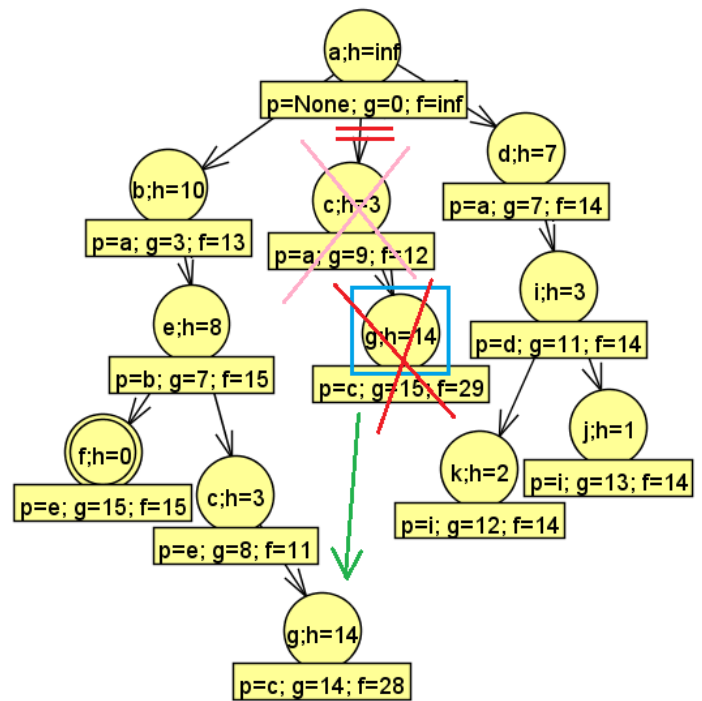 a;h=inf
p=None; g=0; f=inf
d;h=7
p=a; g=7; f=14
b;h=10
p=a; g=3; f=13
c;h=3
p=a; g=9; f=12
i;h=3
p=d; g=11; f=14
e;h=8
p=b; g=7; f=15
g;h=14
p=c; g=15; f=29
j;h=1
p=i; g=13; f=14
f;h=0
p=e; g=15; f=15
k;h=2
p=i; g=12; f=14
c;h=3
p=e; g=8; f=11
g;h=14
p=c; g=14; f=28